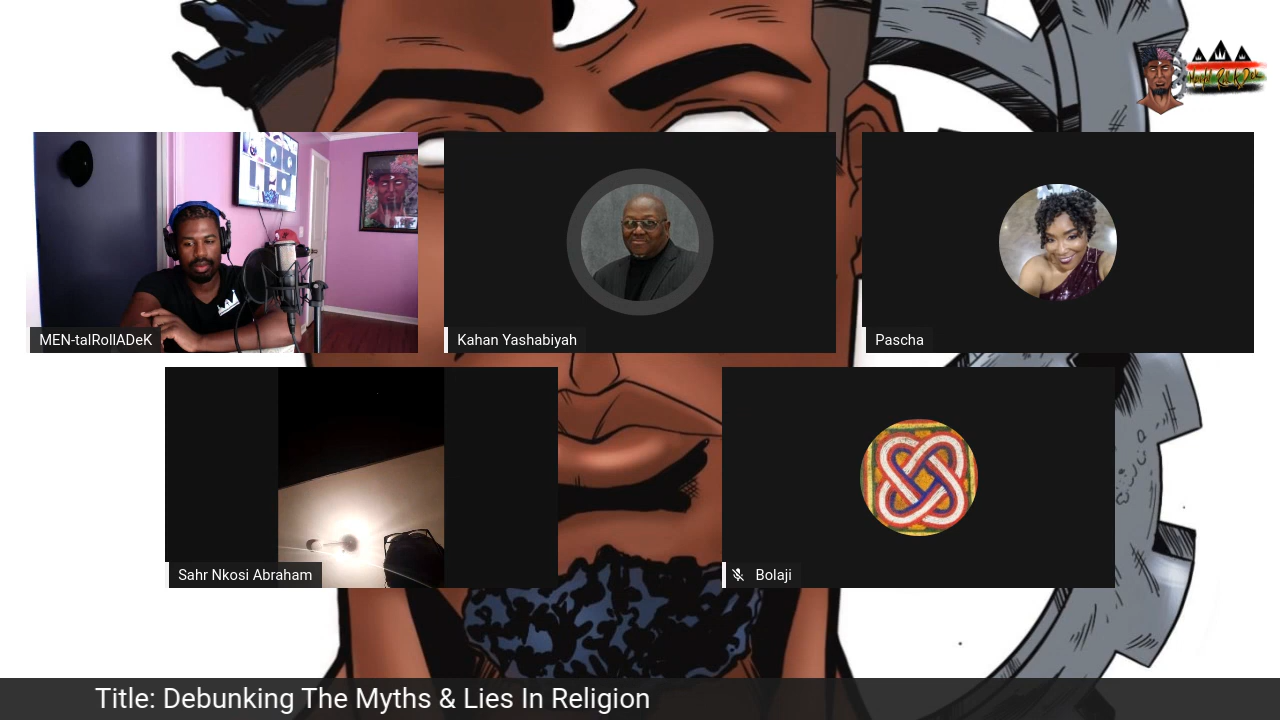 MEN-talRollADeK
Kahan Yashabiyah
Pascha
Sahr Nkosi Abraham
Bolaji
Title: Debunking The Myths & Lies In Religion